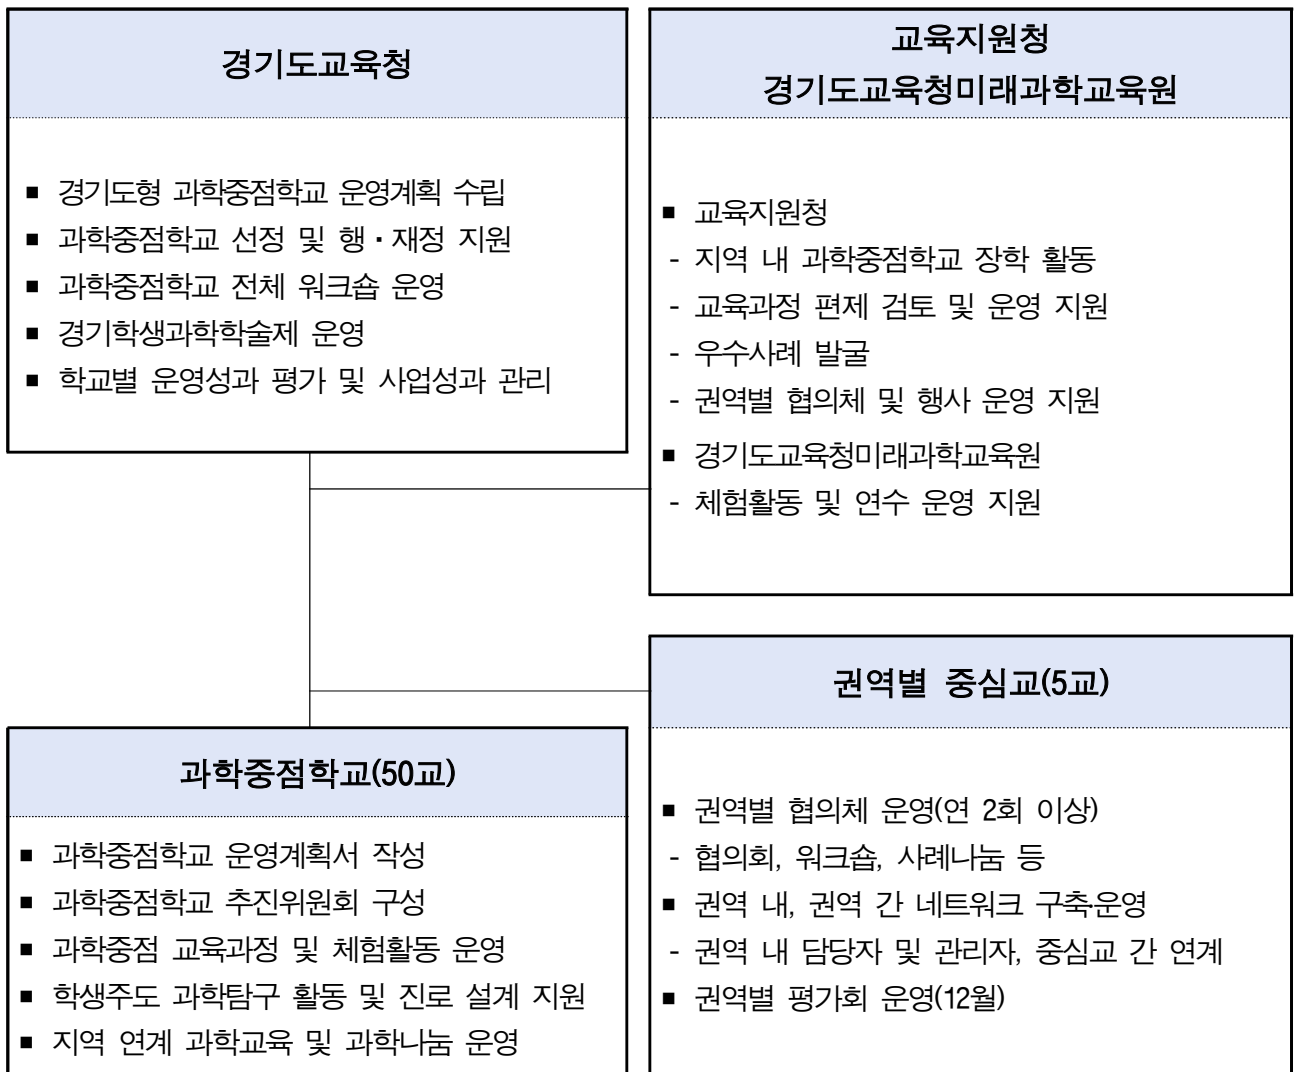 경기도교육청
■ 경기도형 과학중점학교 운영계획 수립
■ 과학중점학교 선정 및 행·재정 지원
■ 과학중점학교 전체 워크숍 운영
■ 경기학생과학학술제 운영
■ 학교별 운영성과 평가 및 사업성과 관리
교육지원청
경기도교육청미래과학교육원
■ 교육지원청
- 지역 내 과학중점학교 장학 활동
- 교육과정 편제 검토 및 운영 지원
- 우수사례 발굴
- 권역별 협의체 및 행사 운영 지원
■ 경기도교육청미래과학교육원
- 체험활동 및 연수 운영 지원
과학중점학교(50교)
■ 과학중점학교 운영계획서 작성
■ 과학중점학교 추진위원회 구성
■ 과학중점 교육과정 및 체험활동 운영
■ 학생주도 과학탐구 활동 및 진로 설계 지원
■ 지역 연계 과학교육 및 과학나눔 운영
권역별 중심교(5교)
■ 권역별 협의체 운영(연 2회 이상)
- 협의회, 워크숍, 사례나눔 등
■ 권역 내, 권역 간 네트워크 구축·운영
- 권역 내 담당자 및 관리자, 중심교 간 연계
■ 권역별 평가회 운영(12월)